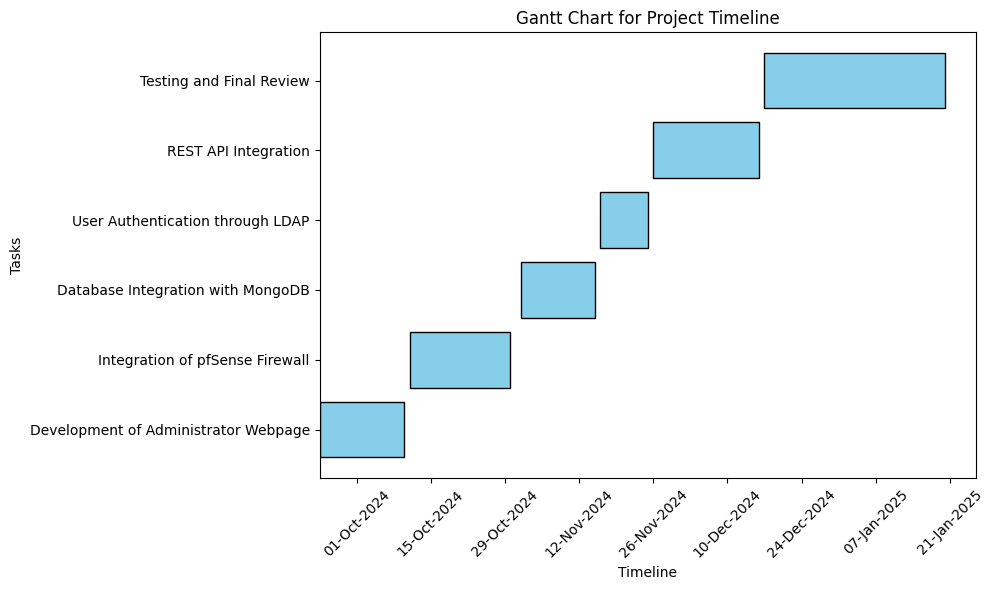 Gantt Chart for Project Timeline
Tasks
Testing and Final Review
REST API Integration
User Authentication through LDAP
Database Integration with MongoDB
Integration of pfSense Firewall
Development of Administrator Webpage
01-Oct-2024
15-Oct-2024
29-Oct-2024
12-Nov-2024
26-Nov-2024
10-Dec-2024
24-Dec-2024
07-Jan-2025
21-Jan-2025
Timeline